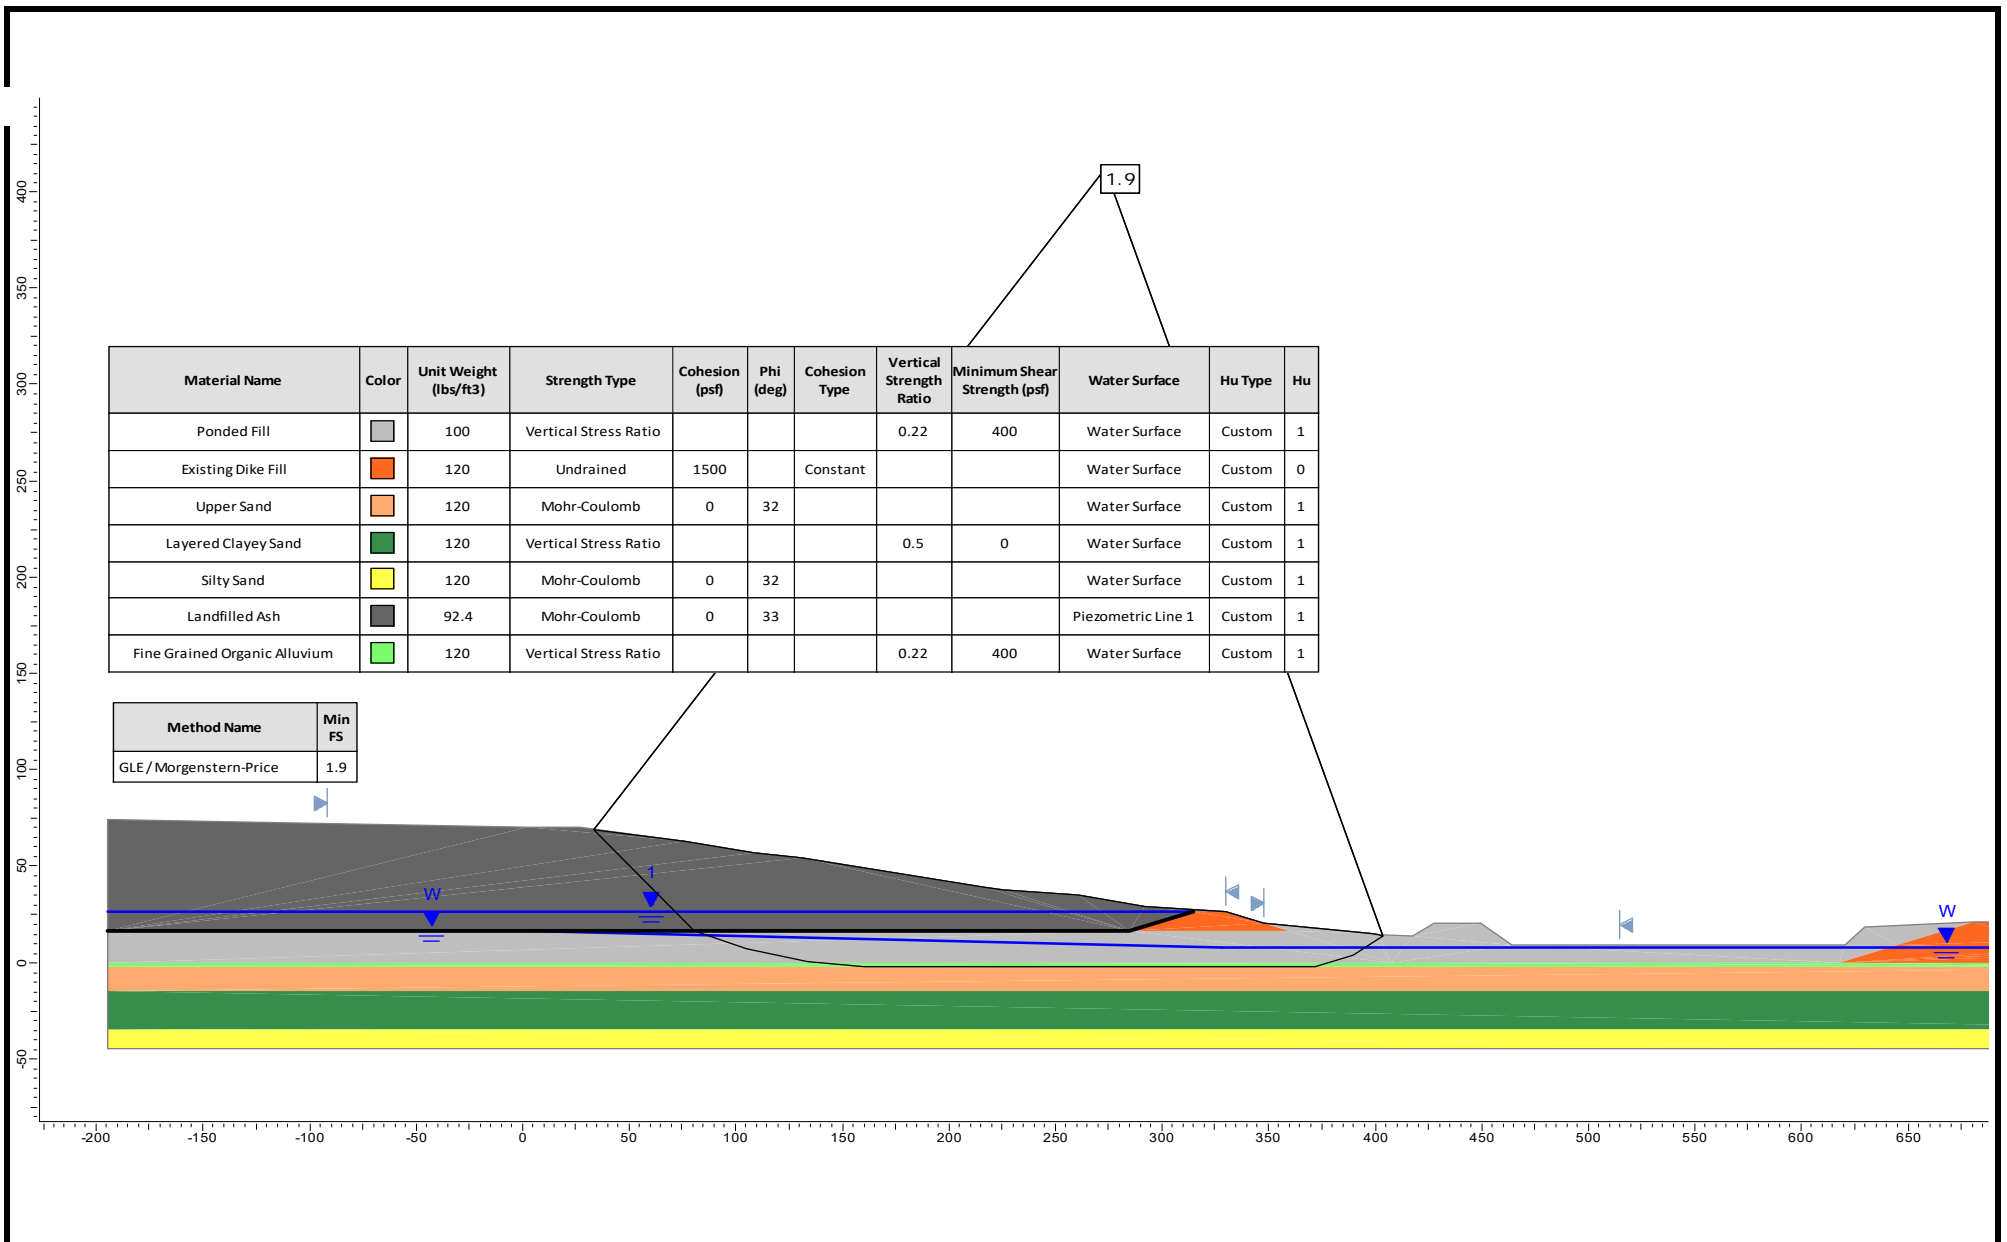 1.9
400
350
300
250
200
150
100
50
0
-50
Material Name Color Unit Weight (lbs/ft3) Strength Type Cohesion (psf) Phi (deg) Cohesion Type Vertical Strength Ratio Minimum Shear Strength (psf) Water Surface Hu Type Hu
Ponded Fill 100 Vertical Stress Ratio 0.22 400 Water Surface Custom 1
Existing Dike Fill 120 Undrained 1500 Constant Water Surface Custom 0
Upper Sand 120 Mohr-Coulomb 0 32 Water Surface Custom 1
Layered Clayey Sand 120 Vertical Stress Ratio 0.5 0 Water Surface Custom 1
Silty Sand 120 Mohr-Coulomb 0 32 Water Surface Custom 1
Landfilled Ash 92.4 Mohr-Coulomb 0 33 Piezometric Line 1 Custom 1
Fine Grained Organic Alluvium 120 Vertical Stress Ratio 0.22 400 Water Surface Custom 1
Method Name Min FS
GLE / Morgenstern-Price 1.9
W 1 W
-200 -150 -100 -50 0 50 100 150 200 250 300 350 400 450 500 550 600 650